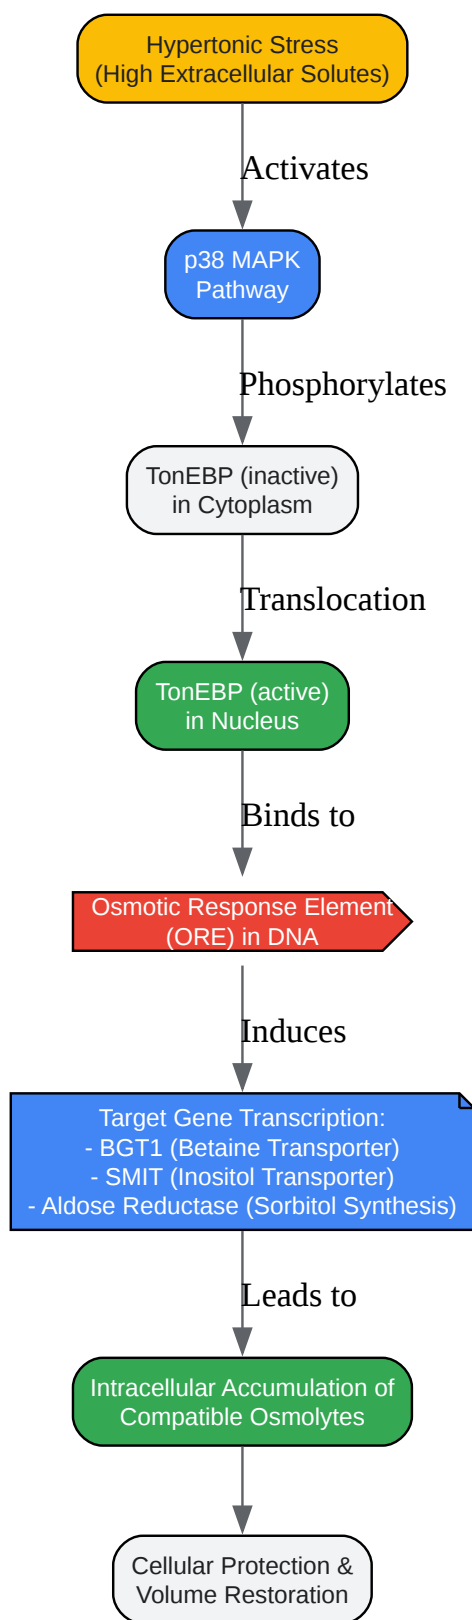 Hypertonic Stress
(High Extracellular Solutes)
Activates
p38 MAPK
Pathway
Phosphorylates
TonEBP (inactive)
in Cytoplasm
Translocation
TonEBP (active)
in Nucleus
Binds to
Osmotic Response Element
(ORE) in DNA
Induces
Target Gene Transcription:
- BGT1 (Betaine Transporter)
- SMIT (Inositol Transporter)
- Aldose Reductase (Sorbitol Synthesis)
Leads to
Intracellular Accumulation of
Compatible Osmolytes
Cellular Protection &
Volume Restoration